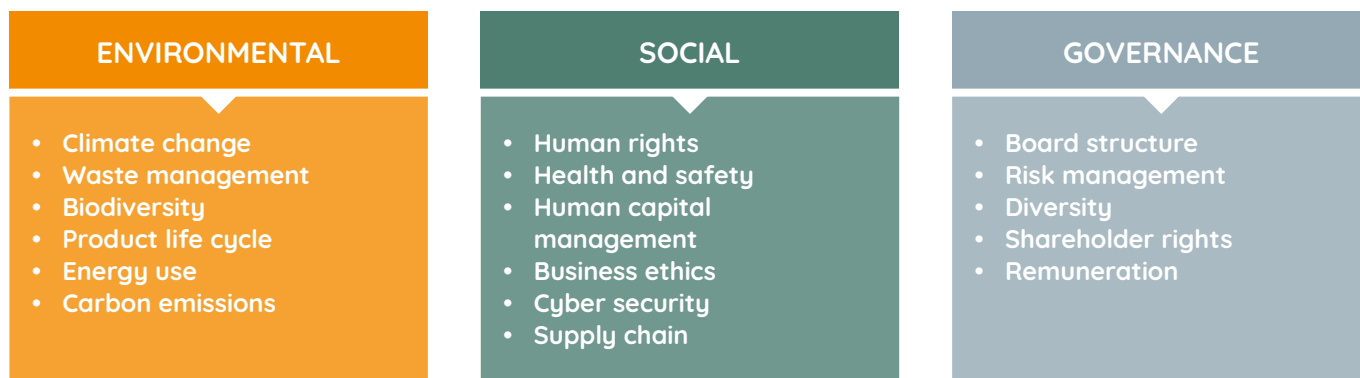 ENVIRONMENTAL
• Climate change
• Waste management
• Biodiversity
• Product life cycle
• Energy use
• Carbon emissions
SOCIAL
• Human rights
• Health and safety
• Human capital
management
• Business ethics
• Cyber security
• Supply chain
GOVERNANCE
• Board structure
• Risk management
• Diversity
• Shareholder rights
• Remuneration